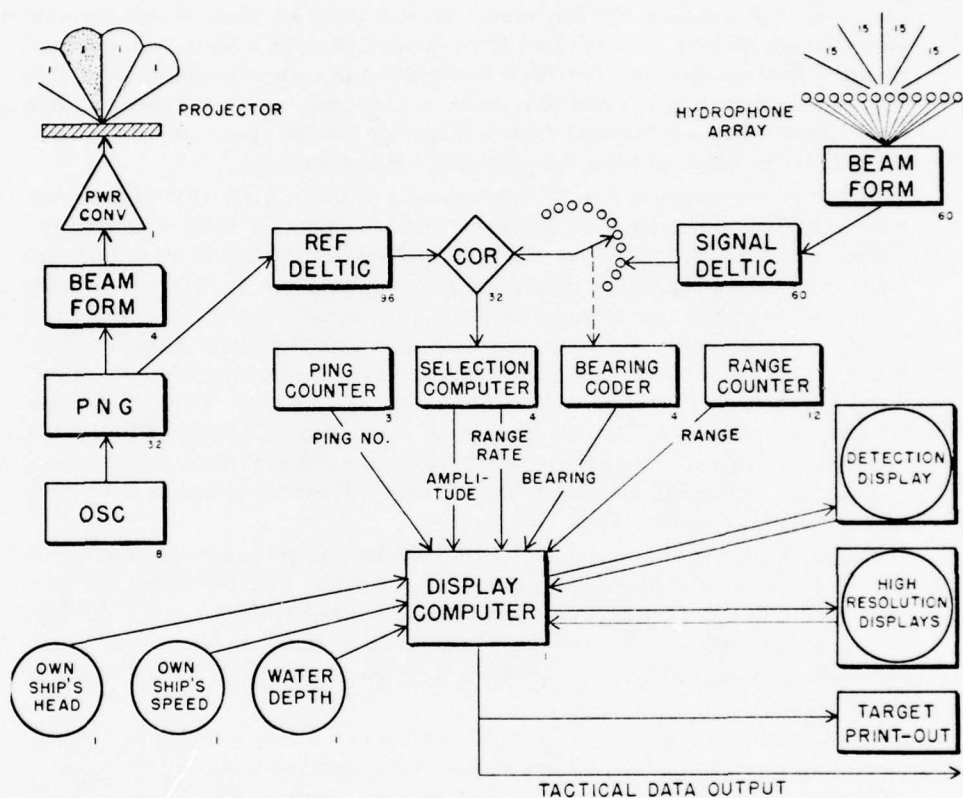 1
1
1
PROJECTOR
PWR
CONV
1
BEAM
FORM
4
PNG
32
OSC
8
REF
DELTIC
96
COR
32
15
15
15
15
HYDROPHONE
ARRAY
BEAM
FORM
60
SIGNAL
DELTIC
60
PING
COUNTER
3
PING NO.
SELECTION
COMPUTER
4
AMPLI-
TUDE
RANGE
RATE
BEARING
CODER
4
BEARING
RANGE
COUNTER
12
RANGE
DISPLAY
COMPUTER
1
DETECTION
DISPLAY
HIGH
RESOLUTION
DISPLAYS
TARGET
PRINT-OUT
OWN
SHIP'S
HEAD
1
OWN
SHIP'S
SPEED
1
WATER
DEPTH
1
TACTICAL DATA OUTPUT